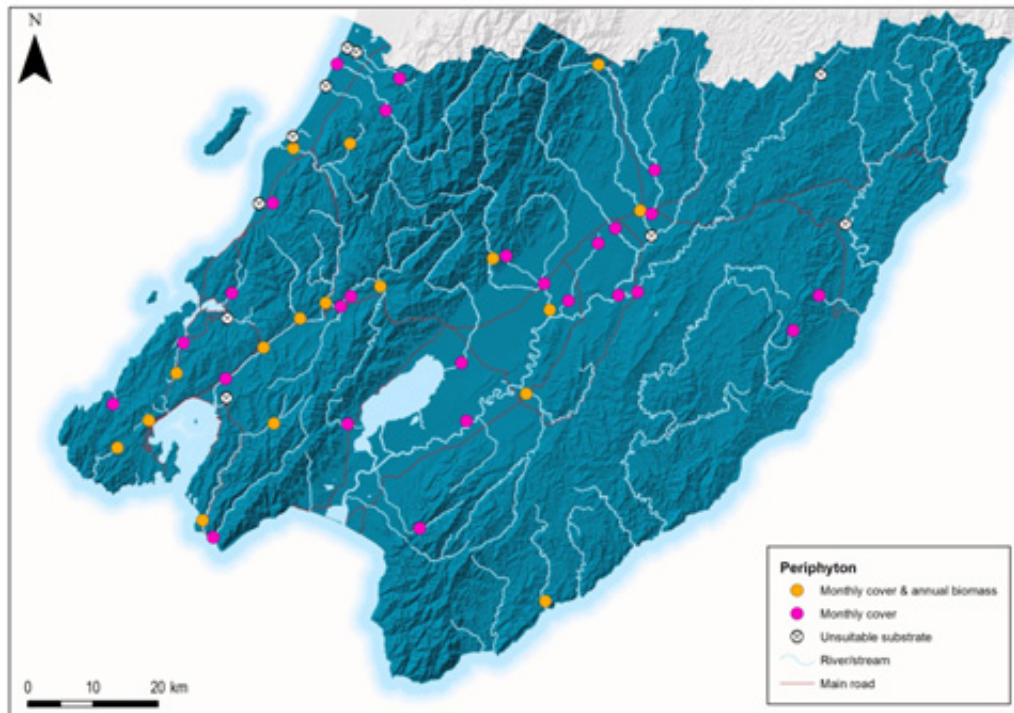 N
Periphyton
Monthly cover & annual biomass
Monthly cover
Unsuitable substrate
River/stream
Main road
0 10 20 km